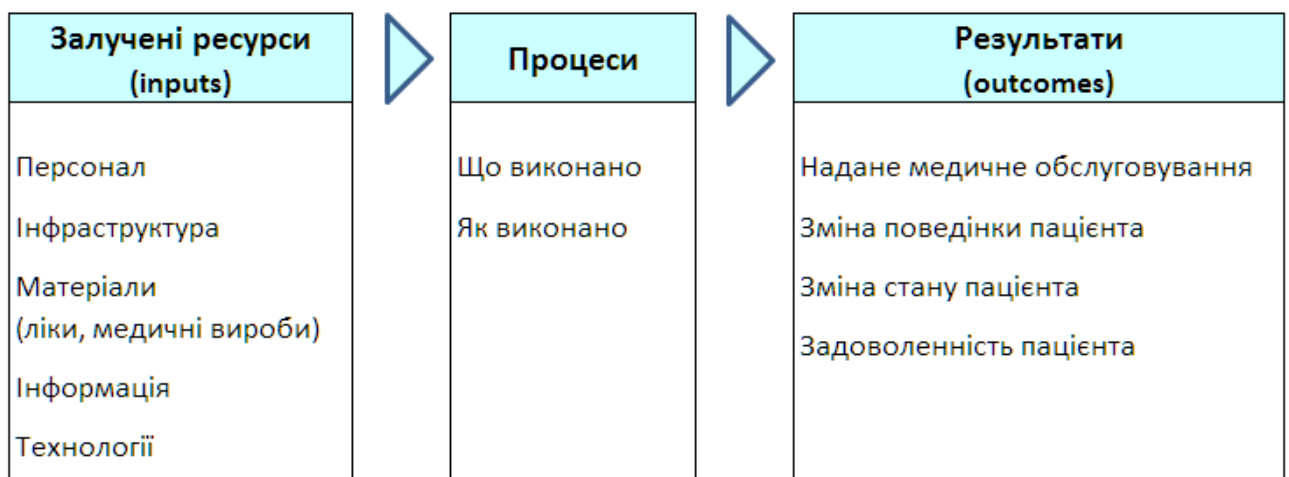 Залучені ресурси
(inputs)
Персонал
Інфраструктура
Матеріали
(ліки, медичні вироби)
Інформація
Технології
Процеси
Що виконано
Як виконано
Результати
(outcomes)
Надане медичне обслуговування
Зміна поведінки пацієнта
Зміна стану пацієнта
Задоволенність пацієнта